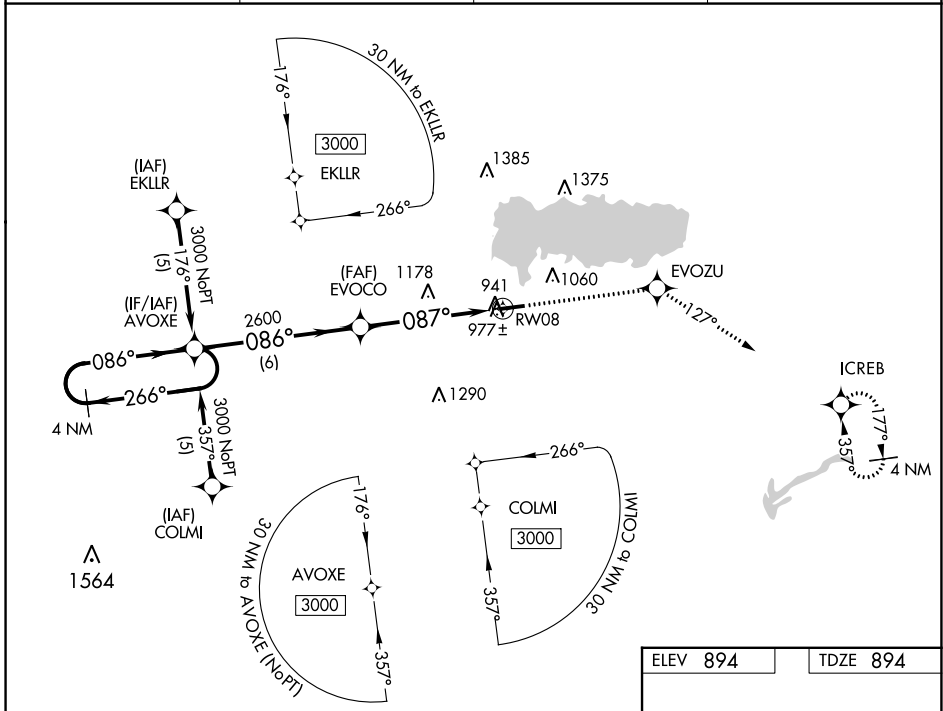 30 NM to EKLLR
176°
3000
EKLLR
266°
1385
1375
(IAF)
EKLLR
3000 NoPT
176°
(5)
(FAF)
EVOCO
1178
941
1060
EVOZU
(IF/IAF)
AVOXE
2600
086°
(6)
087°
RW08
977±
127°
086°
266°
4 NM
1290
ICREB
177°
357°
4 NM
3000 NoPT
357°
(5)
(IAF)
COLMI
266°
COLMI
3000
357°
30 NM to COLMI
176°
AVOXE
3000
357°
30 NM to AVOXE (NoPT)
1564
ELEV 894
TDZE 894